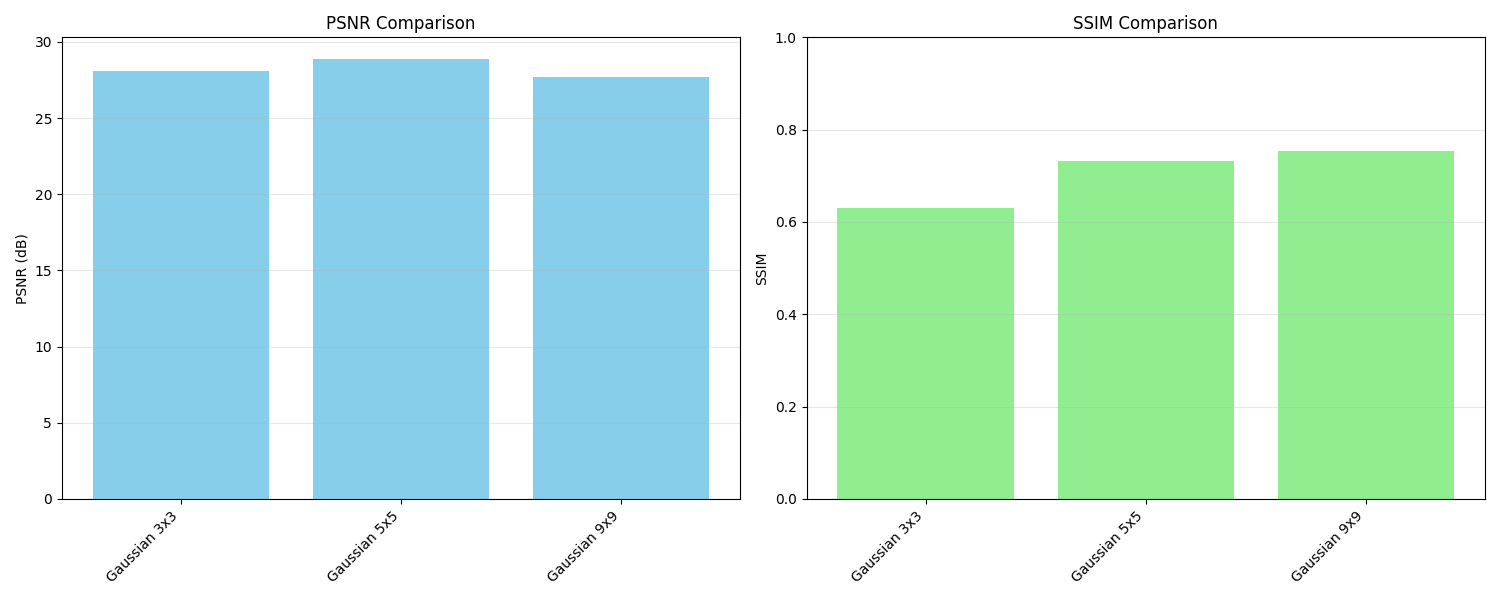 PSNR Comparison
30
25
20
15
10
5
0
PSNR (dB)
Gaussian 3x3
Gaussian 5x5
Gaussian 9x9
SSIM Comparison
1.0
0.8
0.6
0.4
0.2
0.0
SSIM
Gaussian 3x3
Gaussian 5x5
Gaussian 9x9